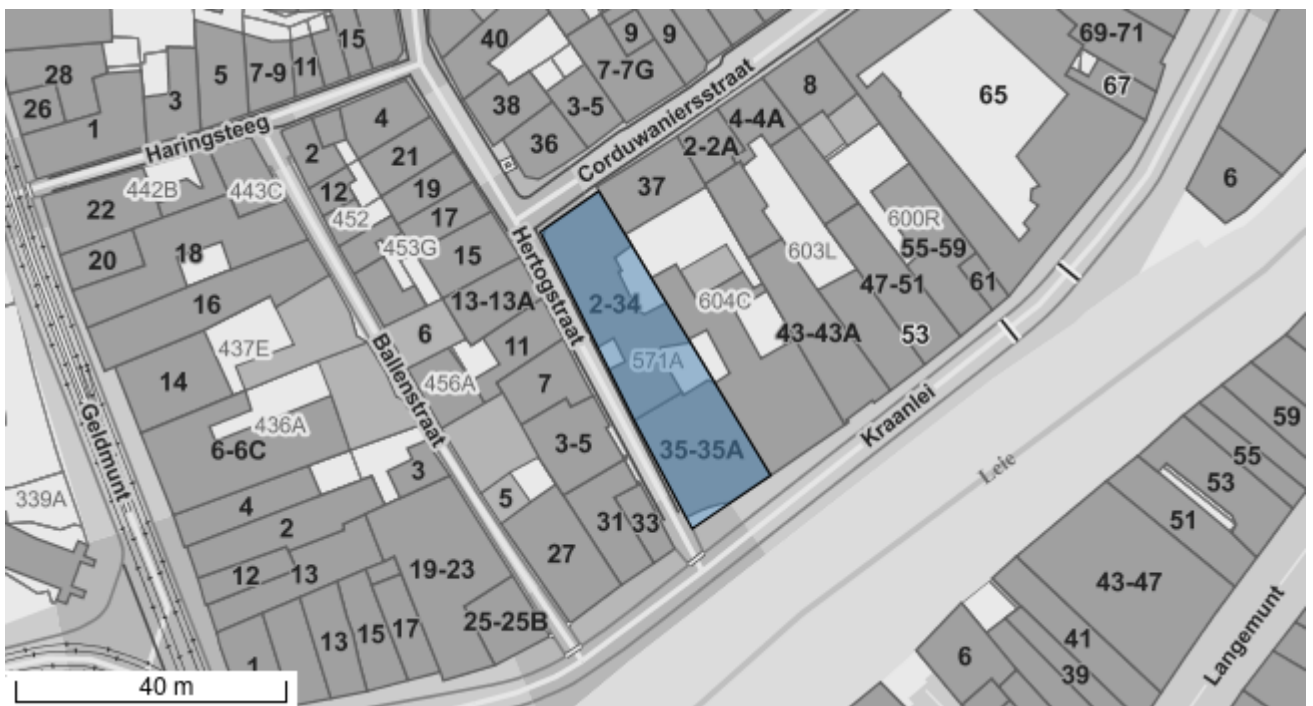 15
40
9
9
69-71
28
5
7-9
11
7-7G
8
67
26
3
38
3-5
65
1
4
Corduwaniersstraat
4-4A
Haringsteeg
36
2-2A
2
21
37
6
442B
443C
12
19
22
452
17
600R
18
453G
15
Hertogstraat
603L
55-59
20
61
16
13-13A
2-34
604C
47-51
6
43-43A
53
437E
11
571A
14
456A
7
Ballenstraat
Kraanlei
59
Geldmunt
436A
3-5
35-35A
Leie
55
6-6C
3
53
339A
5
51
4
31
33
2
27
12
13
19-23
43-47
13
15
17
25-25B
41
6
Langemunt
1
39
40 m